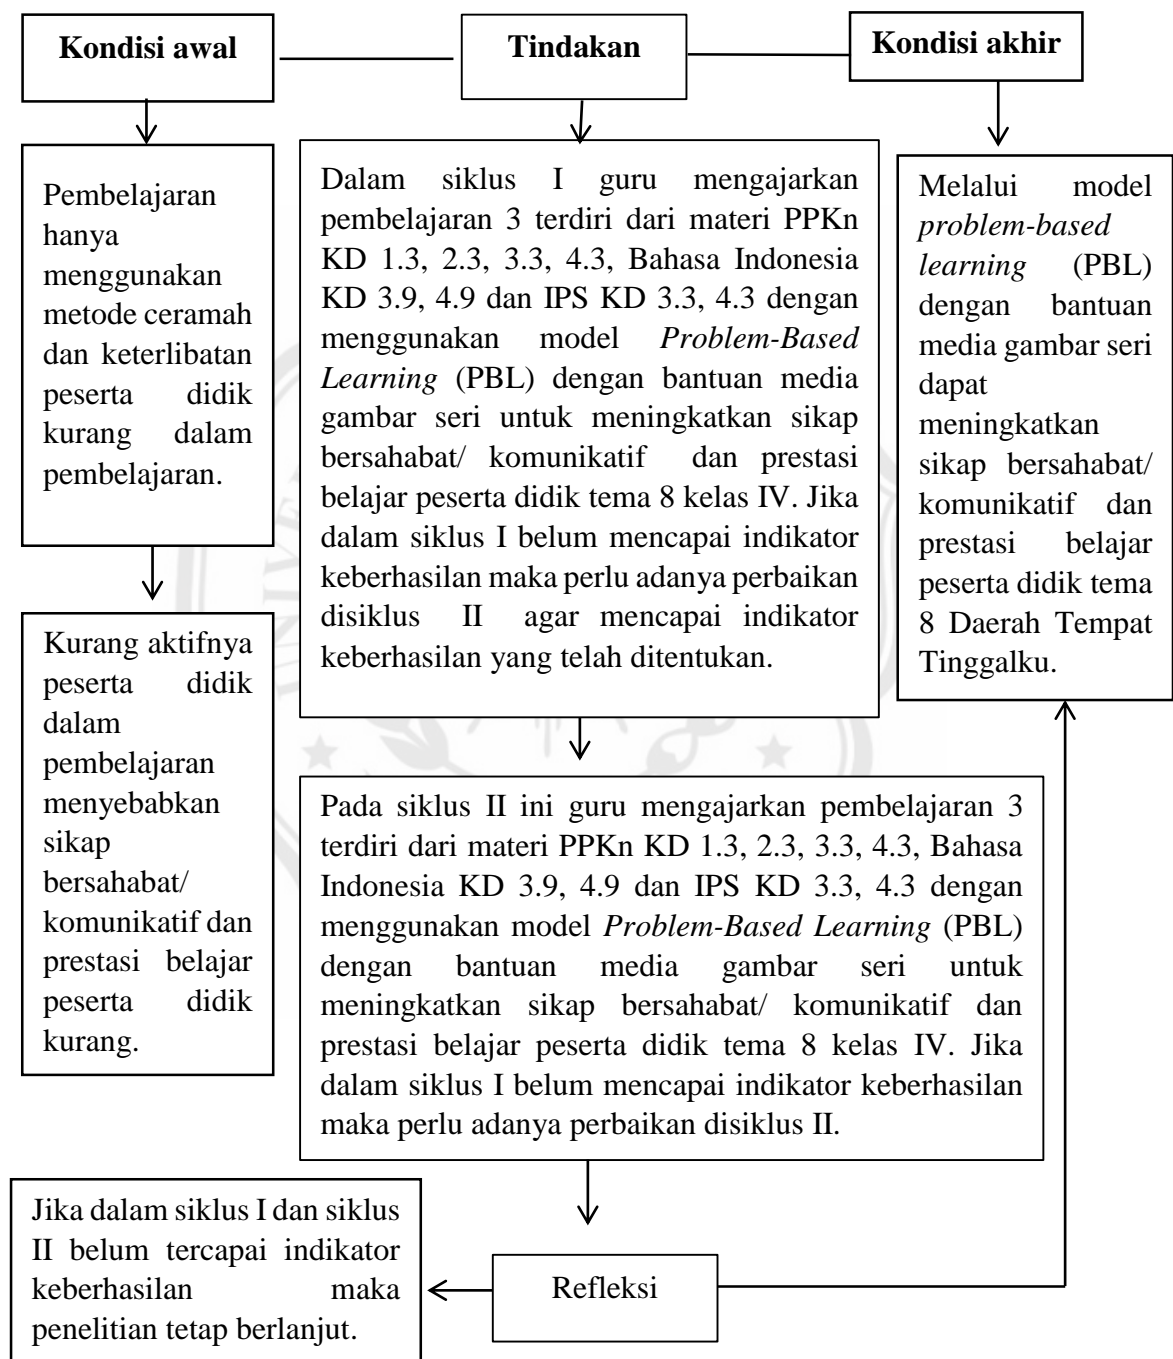 Kondisi awal
Tindakan
Kondisi akhir
Pembelajaran
hanya
menggunakan
metode ceramah
dan keterlibatan
peserta didik
kurang dalam
pembelajaran.
Kurang aktifnya
peserta didik
dalam
pembelajaran
menyebabkan
sikap
bersahabat/
komunikatif dan
prestasi belajar
peserta didik
kurang.
Dalam siklus I guru mengajarkan
pembelajaran 3 terdiri dari materi PPKn
KD 1.3, 2.3, 3.3, 4.3, Bahasa Indonesia
KD 3.9, 4.9 dan IPS KD 3.3, 4.3 dengan
menggunakan model Problem-Based
Learning (PBL) dengan bantuan media
gambar seri untuk meningkatkan sikap
bersahabat/ komunikatif dan prestasi
belajar peserta didik tema 8 kelas IV. Jika
dalam siklus I belum mencapai indikator
keberhasilan maka perlu adanya perbaikan
disiklus II agar mencapai indikator
keberhasilan yang telah ditentukan.
Pada siklus II ini guru mengajarkan pembelajaran 3
terdiri dari materi PPKn KD 1.3, 2.3, 3.3, 4.3, Bahasa
Indonesia KD 3.9, 4.9 dan IPS KD 3.3, 4.3 dengan
menggunakan model Problem-Based Learning (PBL)
dengan bantuan media gambar seri untuk
meningkatkan sikap bersahabat/ komunikatif dan
prestasi belajar peserta didik tema 8 kelas IV. Jika
dalam siklus I belum mencapai indikator keberhasilan
maka perlu adanya perbaikan disiklus II.
Melalui model
problem-based
learning (PBL)
dengan bantuan
media gambar seri
dapat
meningkatkan
sikap bersahabat/
komunikatif dan
prestasi belajar
peserta didik tema
8 Daerah Tempat
Tinggalku.
Refleksi
Jika dalam siklus I dan siklus
II belum tercapai indikator
keberhasilan maka
penelitian tetap berlanjut.